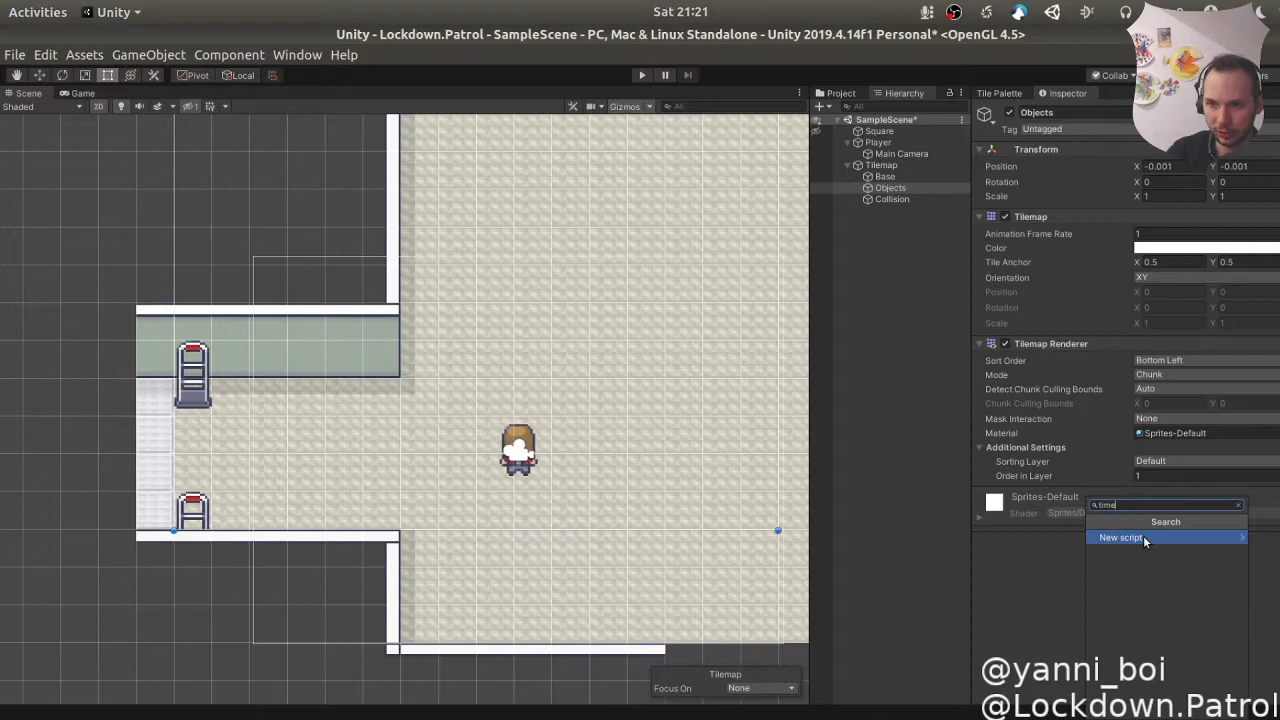 Activities
Unity
Sat 21:21
Unity - Lockdown.Patrol - SampleScene - PC, Mac & Linux Standalone - Unity 2019.4.14f1 Personal* <OpenGL 4.5>
File Edit Assets GameObject Component Window Help
Pivot Local
Collab
Scene Game
Project Hierarchy
Tile Palette Inspector
Shaded 2D 1 Gizmos All
All
Objects
Tag Untagged
SampleScene*
Square
Player
Main Camera
Tilemap
Base
Objects
Collision
Transform
Position X -0.001 Y -0.001
Rotation X 0 Y 0
Scale X 1 Y 1
Tilemap
Animation Frame Rate 1
Color
Tile Anchor X 0.5 Y 0.5
Orientation XY
Position X 0 Y 0
Rotation X 0 Y 0
Scale X 1 Y 1
Tilemap Renderer
Sort Order Bottom Left
Mode Chunk
Detect Chunk Culling Bounds Auto
Chunk Culling Bounds X 0 Y 0
Mask Interaction None
Material Sprites-Default
Additional Settings
Sorting Layer Default
Order in Layer 1
Sprites-Default
Shader Sprites/D
time
Search
New script
Tilemap
Focus On None
@yanni_boi
@Lockdown.Patrol